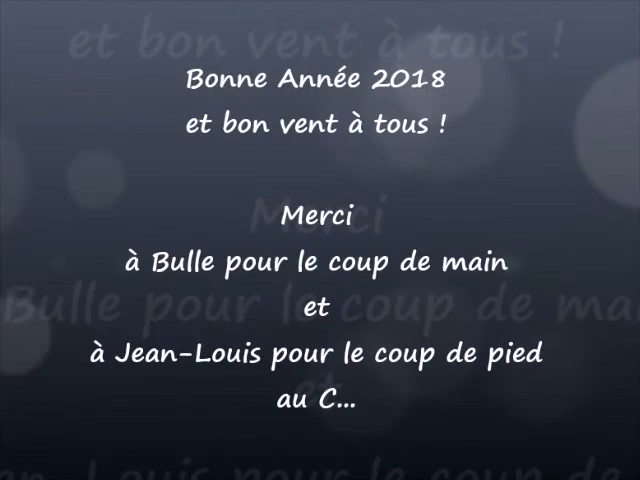 Bonne Année 2018
et bon vent à tous !
Merci
à Bulle pour le coup de main
et
à Jean-Louis pour le coup de pied
au C...